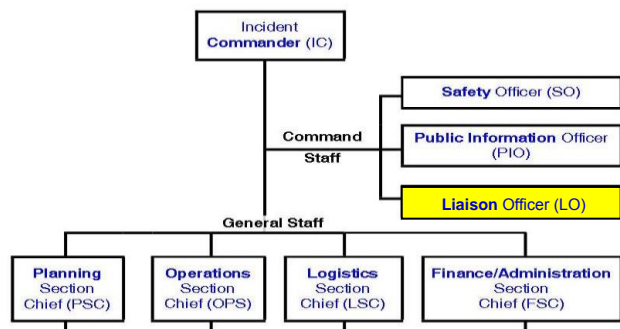 Incident
Commander (IC)
Safety Officer (SO)
Command
Staff
Public Information Officer
(PIO)
Liaison Officer (LO)
General Staff
Planning
Section
Chief (PSC)
Operations
Section
Chief (OPS)
Logistics
Section
Chief (LSC)
Finance/Administration
Section
Chief (FSC)